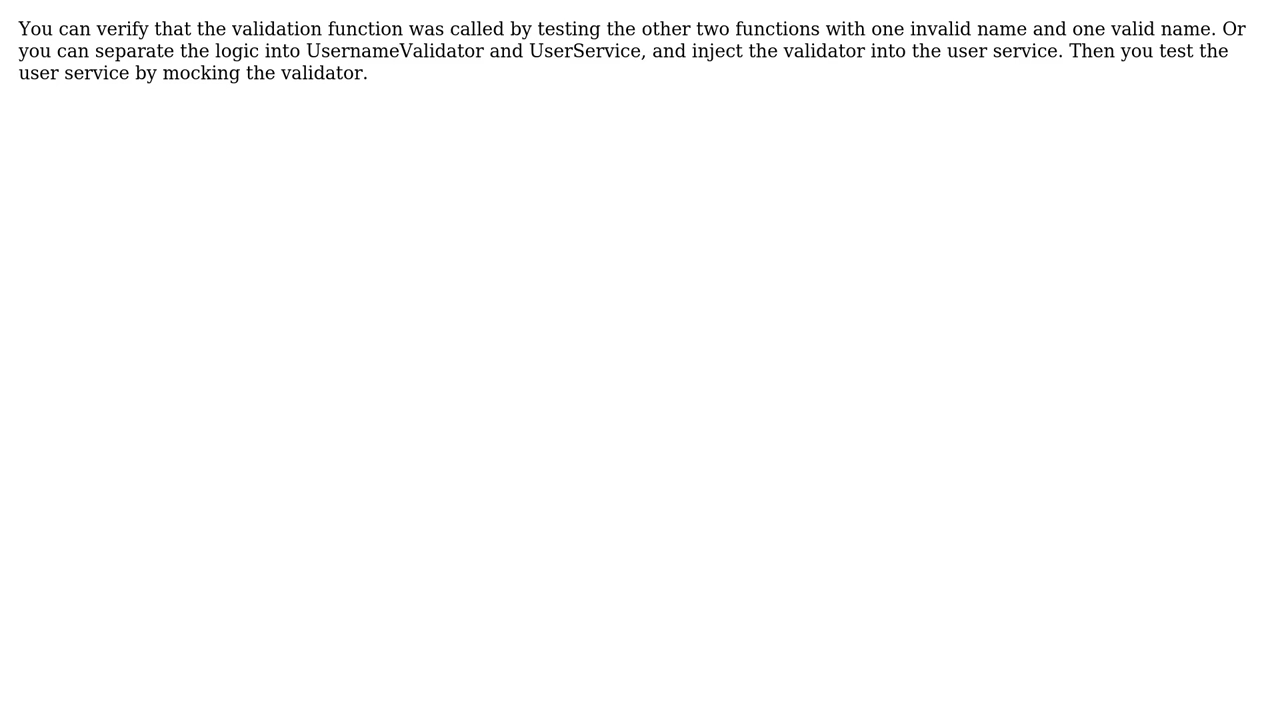 You can verify that the validation function was called by testing the other two functions with one invalid name and one valid name. Or
you can separate the logic into UsernameValidator and UserService, and inject the validator into the user service. Then you test the
user service by mocking the validator.